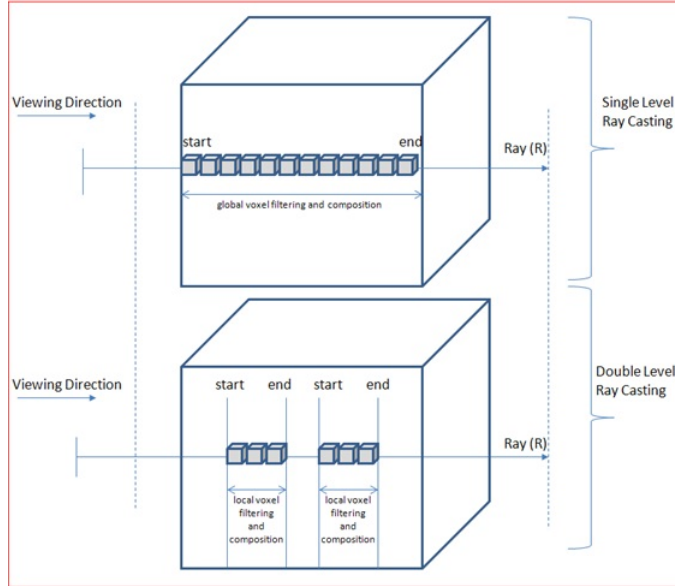 Viewing Direction
Single Level
Ray Casting
start
end
Ray (R)
global voxel filtering and composition
Viewing Direction
Double Level
Ray Casting
start
end
start
end
Ray (R)
local voxel
filtering
and
composition
local voxel
filtering
and
composition